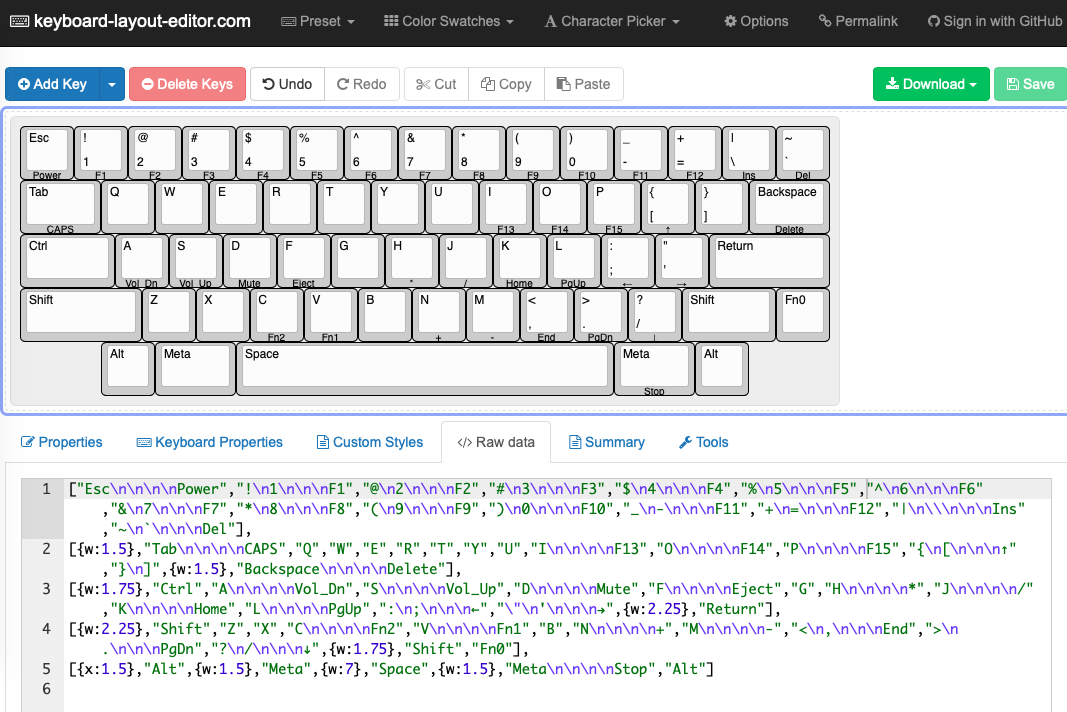 keyboard-layout-editor.com Preset Color Swatches Character Picker Options Permalink Sign in with GitHub
Add Key Delete Keys Undo Redo Cut Copy Paste Download Save
Esc ! @ # $ % ^ & * ( ) _ + | ~
1 2 3 4 5 6 7 8 9 0 - = \ `
Power F1 F2 F3 F4 F5 F6 F7 F8 F9 F10 F11 F12 Ins Del
Tab Q W E R T Y U I O P { } Backspace
[ ]
CAPS F13 F14 F15 ↑ Delete
Ctrl A S D F G H J K L : " Return
; '
Vol_Dn Vol_Up Mute Eject * / Home PgUp ← →
Shift Z X C V B N M < > ? Shift Fn0
, . /
Fn2 Fn1 + - End PgDn ↓
Alt Meta Space Meta Alt
Stop
Properties Keyboard Properties Custom Styles </> Raw data Summary Tools
1 ["Esc\n\n\n\nPower","!\n1\n\n\nF1","@\n2\n\n\nF2","#\n3\n\n\nF3","$\n4\n\n\nF4","%\n5\n\n\nF5","^\n6\n\n\nF6"
,"&\n7\n\n\nF7","*\n8\n\n\nF8","(\n9\n\n\nF9",")\n0\n\n\nF10","_\n-\n\n\nF11","+\n=\n\n\nF12","|\n\\\n\n\nIns"
,"~\n`\n\n\nDel"],
2 [{w:1.5},"Tab\n\n\n\nCAPS","Q","W","E","R","T","Y","U","I\n\n\n\nF13","O\n\n\n\nF14","P\n\n\n\nF15","{\n[\n\n\n↑"
,"}\n]",{w:1.5},"Backspace\n\n\n\nDelete"],
3 [{w:1.75},"Ctrl","A\n\n\n\nVol_Dn","S\n\n\n\nVol_Up","D\n\n\n\nMute","F\n\n\n\nEject","G","H\n\n\n\n*","J\n\n\n\n/"
,"K\n\n\n\nHome","L\n\n\n\nPgUp",":\n;\n\n\n←","\"\n'\n\n\n→",{w:2.25},"Return"],
4 [{w:2.25},"Shift","Z","X","C\n\n\n\nFn2","V\n\n\n\nFn1","B","N\n\n\n\n+","M\n\n\n\n-","<\n,\n\n\nEnd",">\n
.\n\n\nPgDn","?\n/\n\n\n↓",{w:1.75},"Shift","Fn0"],
5 [{x:1.5},"Alt",{w:1.5},"Meta",{w:7},"Space",{w:1.5},"Meta\n\n\n\nStop","Alt"]
6